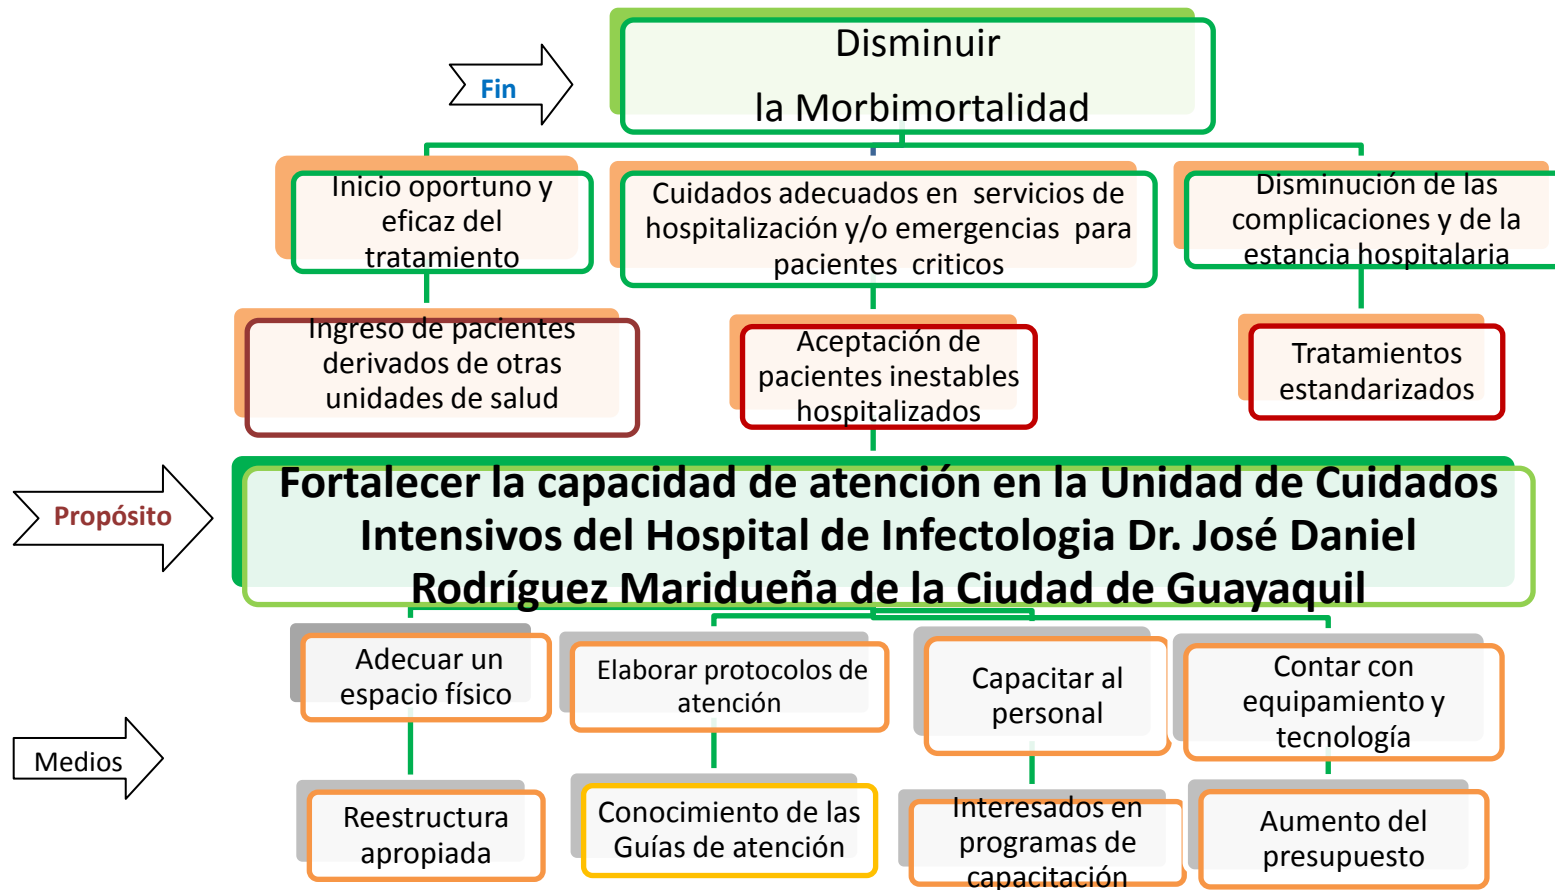 Disminuir
la Morbimortalidad
Fin
Inicio oportuno y
eficaz del
tratamiento
Cuidados adecuados en servicios de
hospitalización y/o emergencias para
pacientes criticos
Disminución de las
complicaciones y de la
estancia hospitalaria
Ingreso de pacientes
derivados de otras
unidades de salud
Aceptación de
pacientes inestables
hospitalizados
Tratamientos
estandarizados
Propósito
Fortalecer la capacidad de atención en la Unidad de Cuidados
Intensivos del Hospital de Infectologia Dr. José Daniel
Rodríguez Maridueña de la Ciudad de Guayaquil
Adecuar un
espacio físico
Elaborar protocolos de
atención
Capacitar al
personal
Contar con
equipamiento y
tecnología
Medios
Reestructura
apropiada
Conocimiento de las
Guías de atención
Interesados en
programas de
capacitación
Aumento del
presupuesto